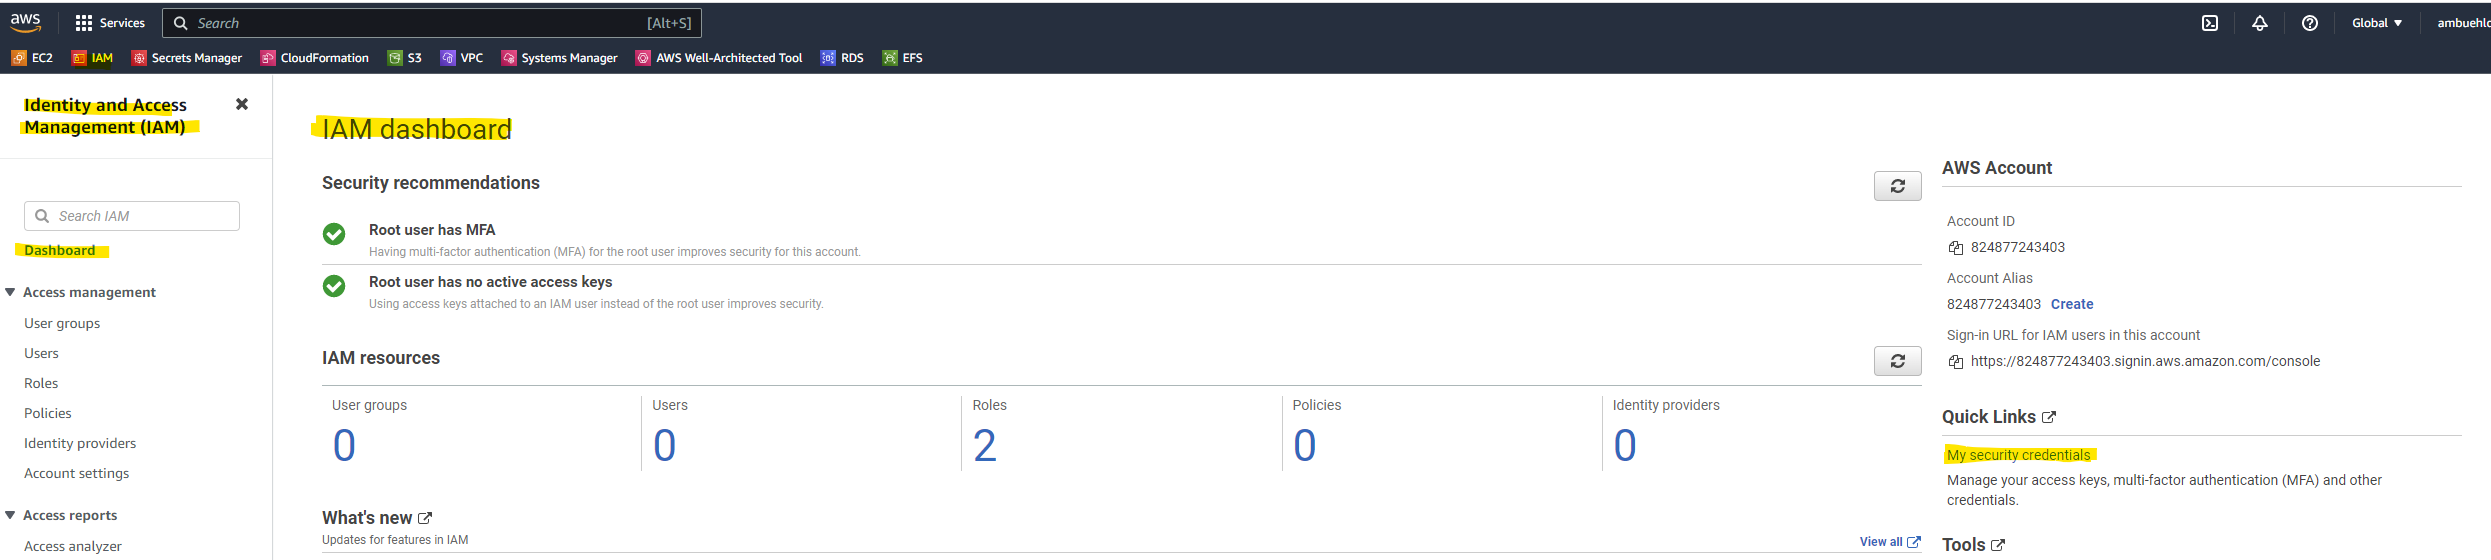 aws
Services
Search
[Alt+S]
Global
EC2
IAM
Secrets Manager
CloudFormation
S3
VPC
Systems Manager
AWS Well-Architected Tool
RDS
EFS
Identity and Access
Management (IAM)
Search IAM
Dashboard
Access management
User groups
Users
Roles
Policies
Identity providers
Account settings
Access reports
Access analyzer
IAM dashboard
Security recommendations
Root user has MFA
Having multi-factor authentication (MFA) for the root user improves security for this account.
Root user has no active access keys
Using access keys attached to an IAM user instead of the root user improves security.
IAM resources
User groups
0
Users
0
Roles
2
Policies
0
Identity providers
0
What's new
Updates for features in IAM
View all
AWS Account
Account ID
824877243403
Account Alias
824877243403 Create
Sign-in URL for IAM users in this account
https://824877243403.signin.aws.amazon.com/console
Quick Links
My security credentials
Manage your access keys, multi-factor authentication (MFA) and other
credentials.
Tools